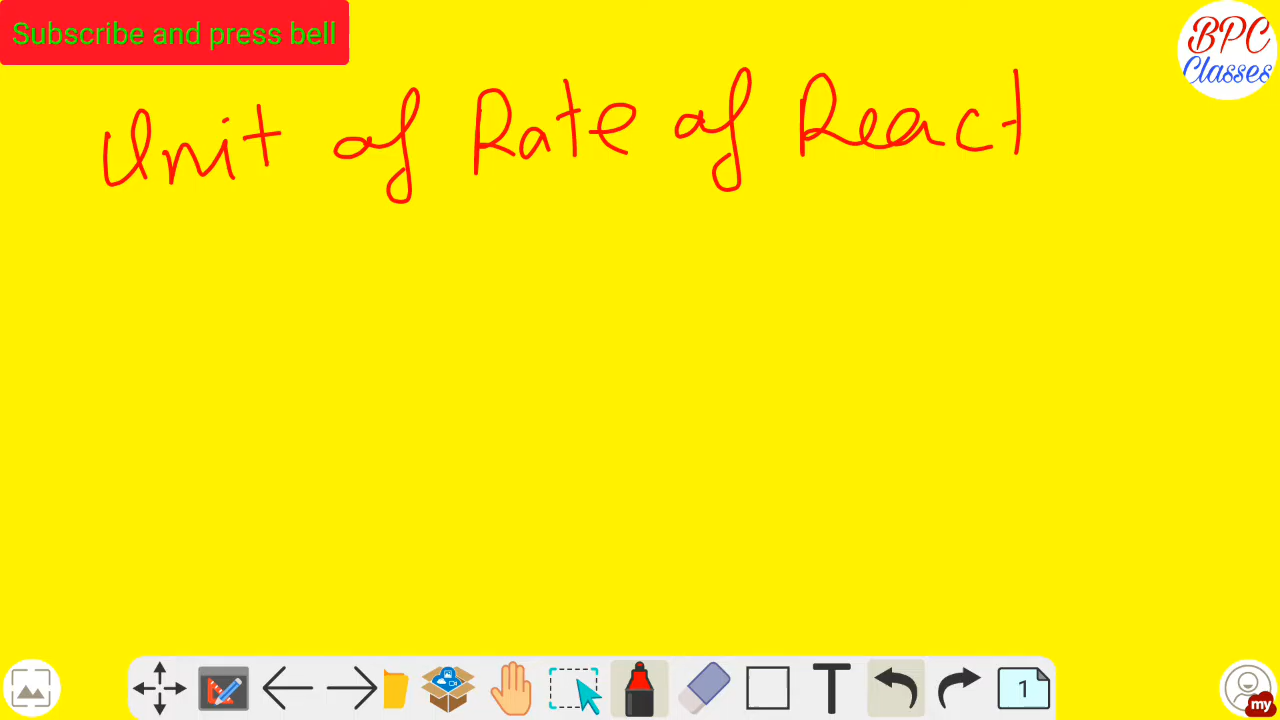 Subscribe and press bell
BPC
Classes
Unit of Rate of React
1
my